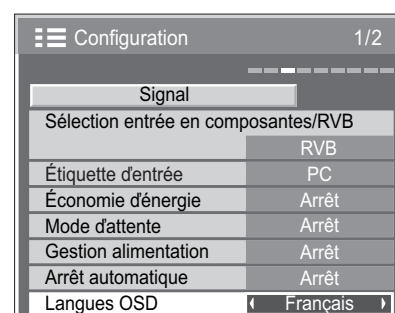 Configuration 1/2
Signal
Sélection entrée en composantes/RVB
RVB
Étiquette d'entrée PC
Économie d'énergie Arrêt
Mode d'attente Arrêt
Gestion alimentation Arrêt
Arrêt automatique Arrêt
Langues OSD Français